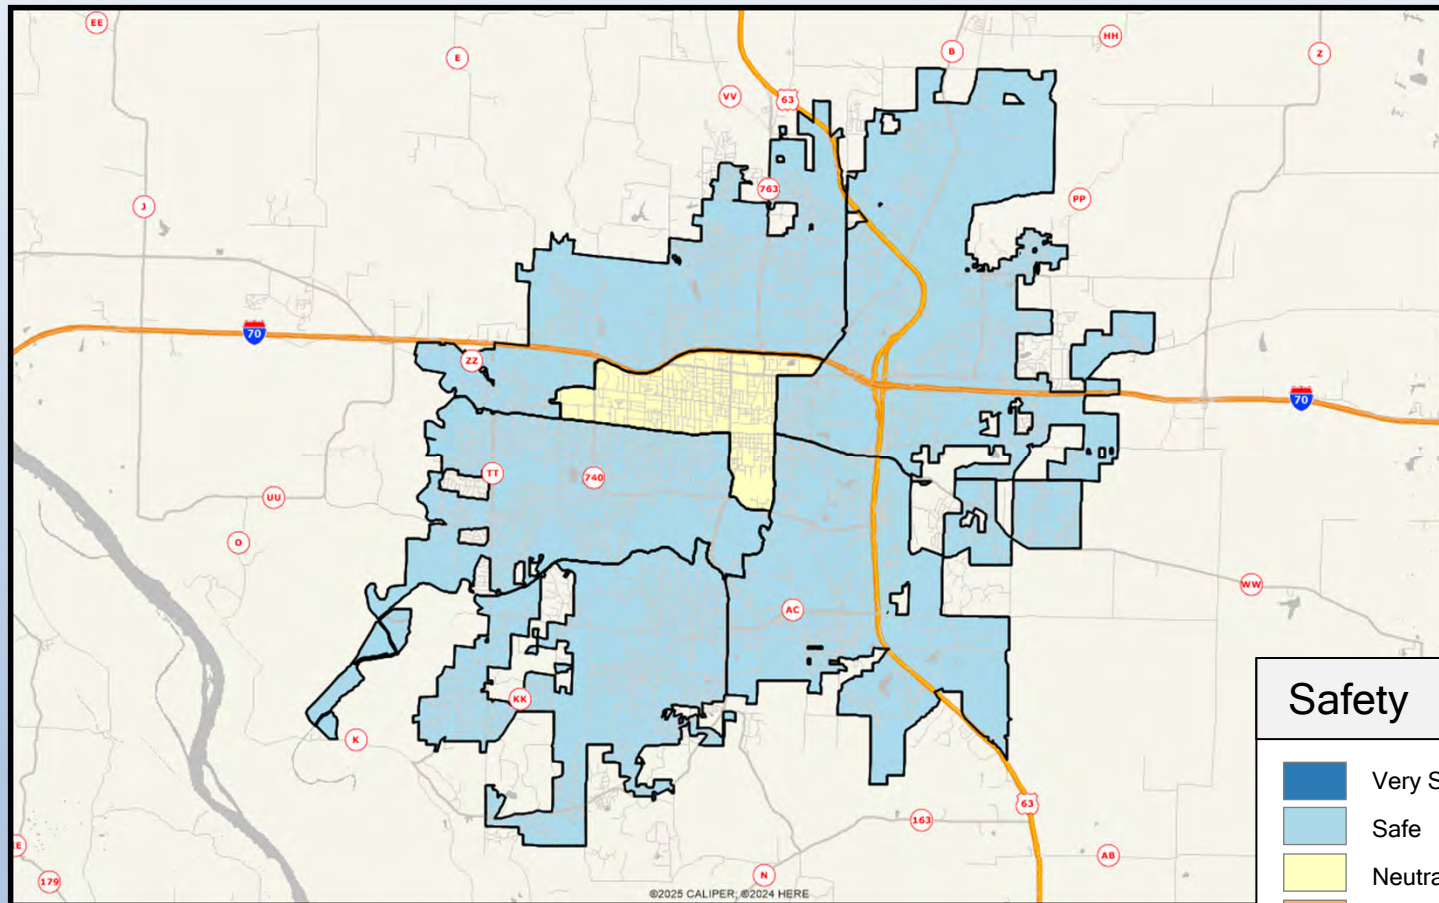 EE
E
B
HH
Z
VV
63
763
PP
J
70
ZZ
70
TT
740
UU
O
WW
AC
KK
K
63
163
AB
N
179
©2025 CALIPER; ©2024 HERE
Safety
Very S
Safe
Neutra